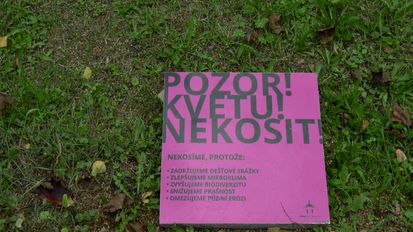 POZOR!
KVETU!
NEKOSIT!
NEKOSÍME, PROTOŽE:
• ZADRŽUJEME DEŠŤOVÉ SRÁŽKY
• ZLEPŠUJEME MIKROKLIMA
• ZVYŠUJEME BIODIVERZITU
• SNIŽUJEME PRAŠNOST
• OMEZUJEME PŮDNÍ EROZI